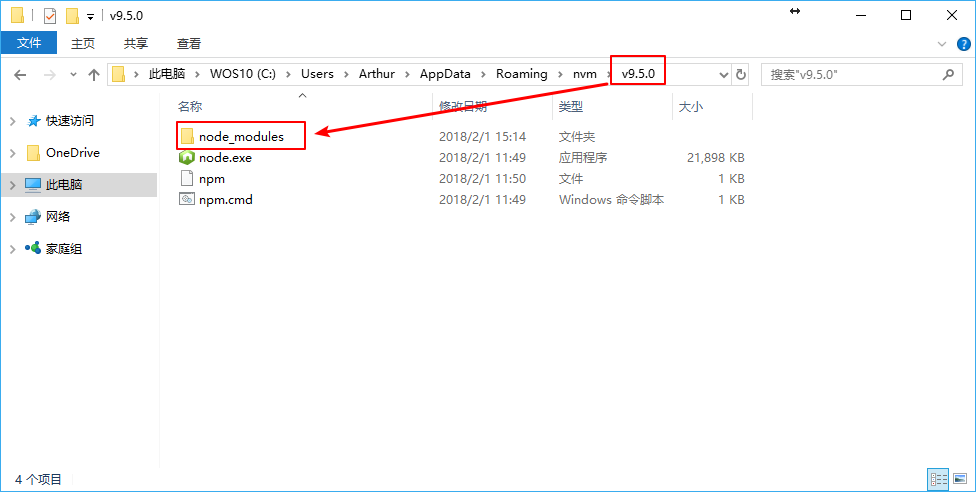 v9.5.0
文件 主页 共享 查看
此电脑 WOS10 (C:) Users Arthur AppData Roaming nvm v9.5.0 搜索"v9.5.0"
名称 修改日期 类型 大小
快速访问
OneDrive
此电脑
网络
家庭组
node_modules 2018/2/1 15:14 文件夹
node.exe 2018/2/1 11:49 应用程序 21,898 KB
npm 2018/2/1 11:50 文件 1 KB
npm.cmd 2018/2/1 11:49 Windows 命令脚本 1 KB
4 个项目